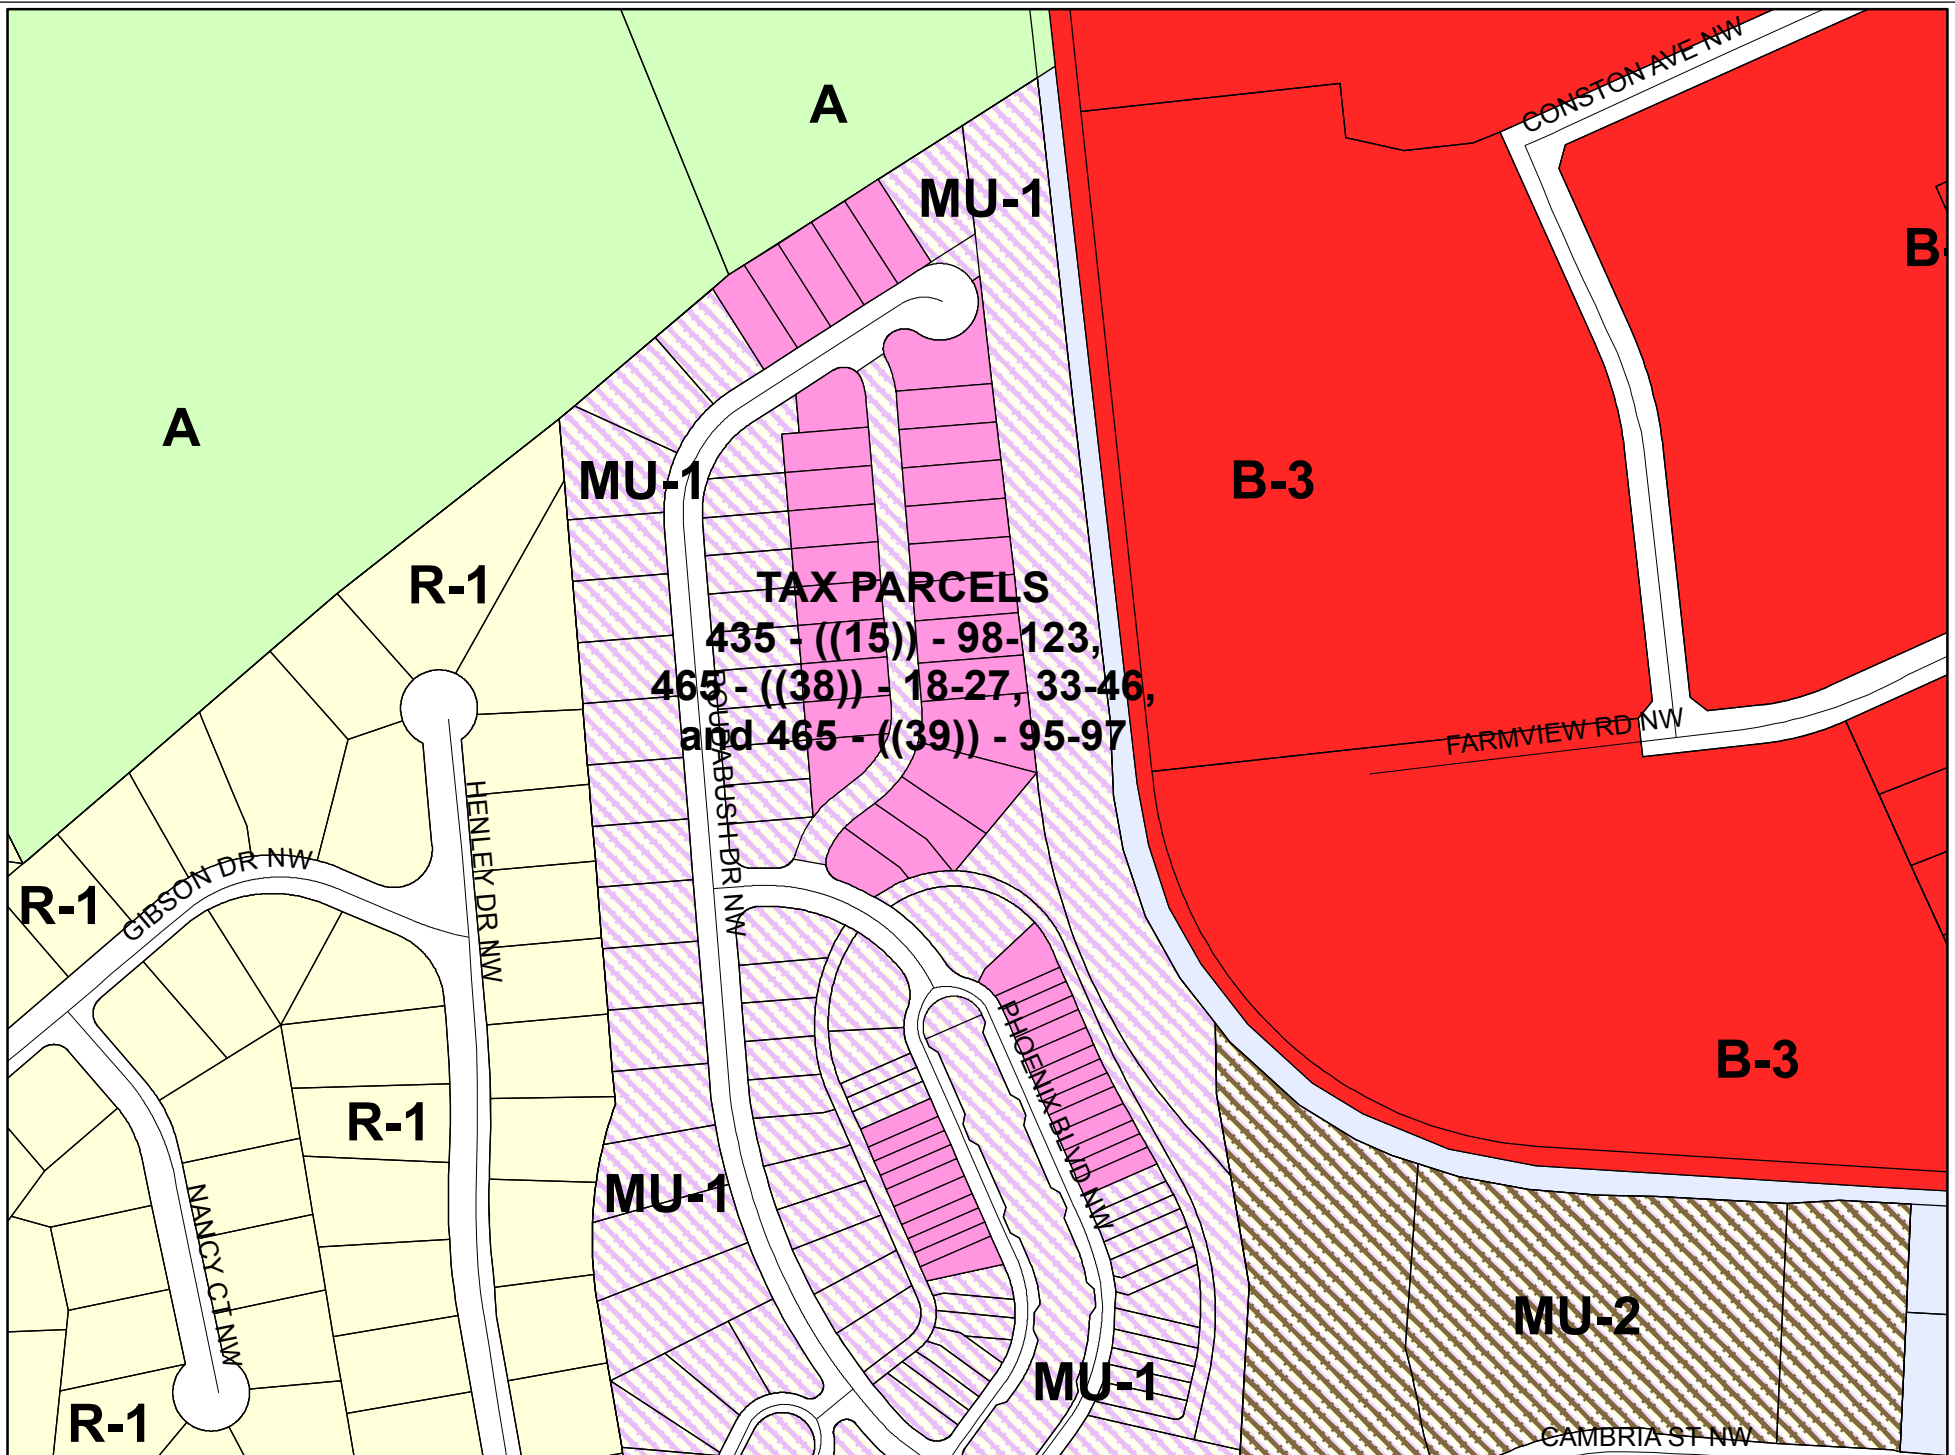 CONSTON AVE NW
A
MU-1
B-
A
MU-1
B-3
R-1
TAX PARCELS
435 - ((15)) - 98-123,
465 - ((38)) - 18-27, 33-46,
and 465 - ((39)) - 95-97
FARMVIEW RD NW
ROUDABUSH DR NW
HENLEY DR NW
GIBSON DR NW
R-1
PHOENIX BLVD NW
B-3
R-1
MU-1
NANCY CT NW
MU-2
MU-1
R-1
CAMBRIA ST NW